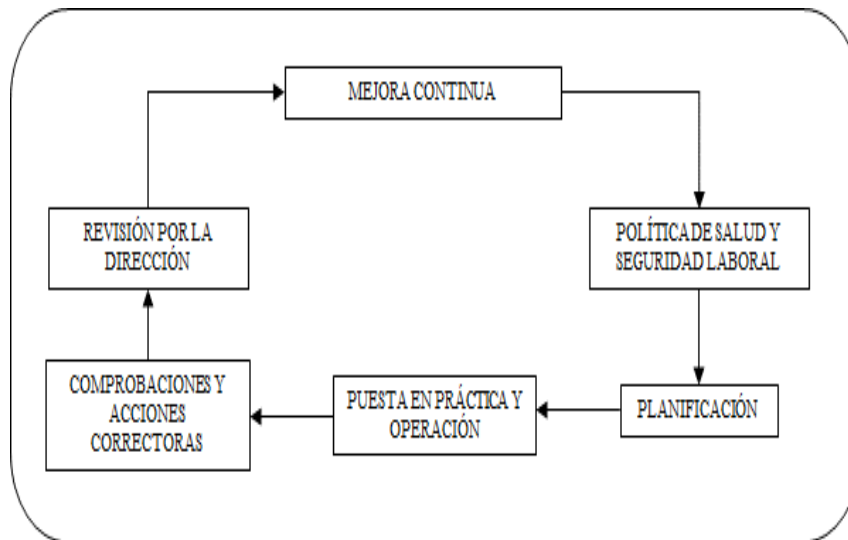 MEJORA CONTINUA
REVISIÓN POR LA
DIRECCIÓN
POLÍTICA DE SALUD Y
SEGURIDAD LABORAL
COMPROBACIONES Y
ACCIONES
CORRECTORAS
PUESTA EN PRÁCTICA Y
OPERACIÓN
PLANIFICACIÓN